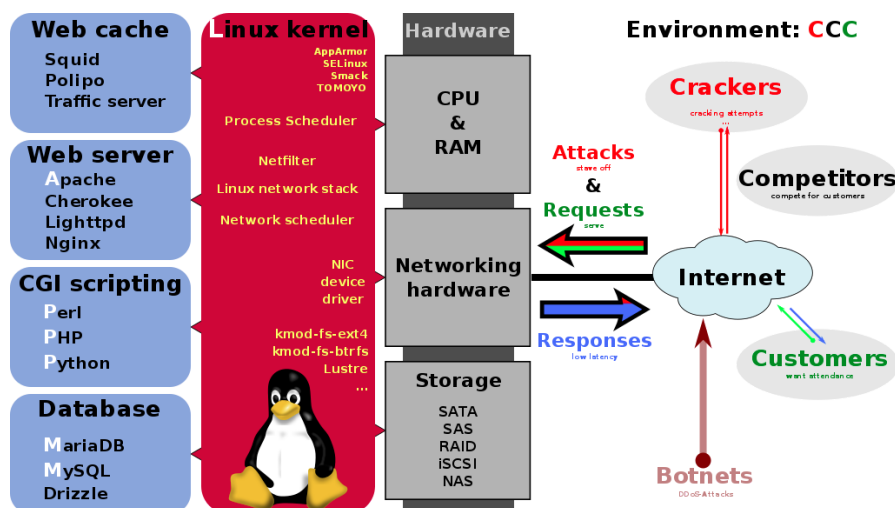 Web cache
Squid
Polipo
Traffic server
Web server
Apache
Cherokee
Lighttpd
Nginx
CGI scripting
Perl
PHP
Python
Database
MariaDB
MySQL
Drizzle
Linux kernel
AppArmor
SELinux
Smack
TOMOYO
Process Scheduler
Netfilter
Linux network stack
Network scheduler
NIC
device
driver
kmod-fs-ext4
kmod-fs-btrfs
Lustre
...
Hardware
CPU
&
RAM
Networking
hardware
Storage
SATA
SAS
RAID
iSCSI
NAS
Environment: CCC
Crackers
cracking attempts
...
Attacks
stave off
&
Requests
serve
Competitors
compete for customers
Internet
Responses
low latency
Customers
want attendance
Botnets
DDoS-Attacks